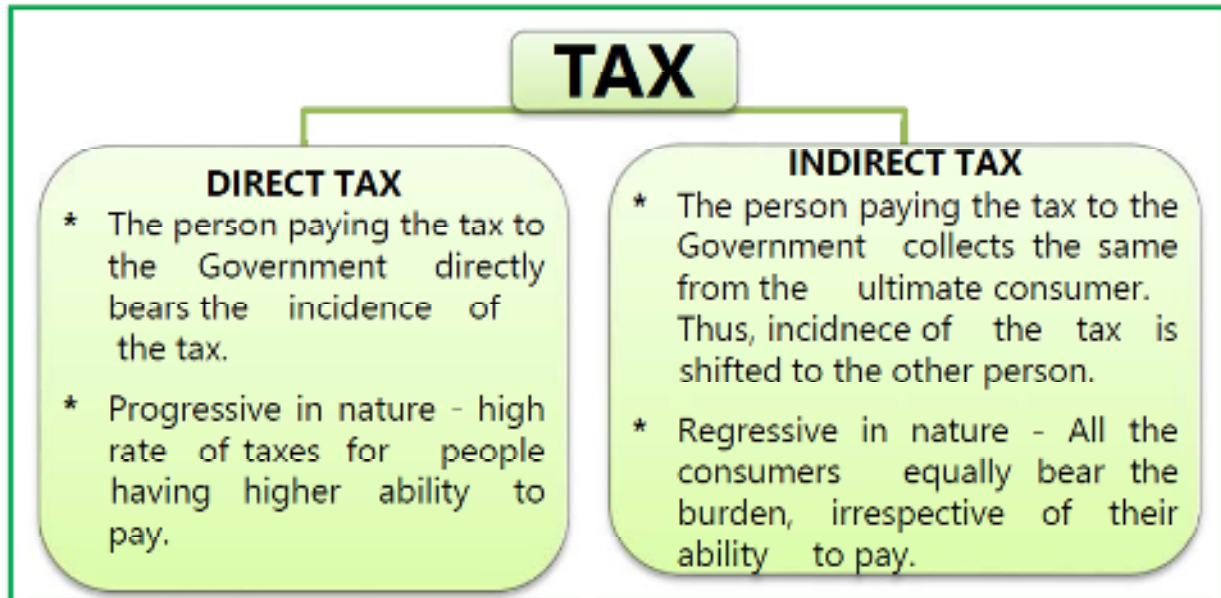 TAX
DIRECT TAX
* The person paying the tax to
the Government directly
bears the incidence of
the tax.
* Progressive in nature - high
rate of taxes for people
having higher ability to
pay.
INDIRECT TAX
* The person paying the tax to the
Government collects the same
from the ultimate consumer.
Thus, incidnece of the tax is
shifted to the other person.
* Regressive in nature - All the
consumers equally bear the
burden, irrespective of their
ability to pay.